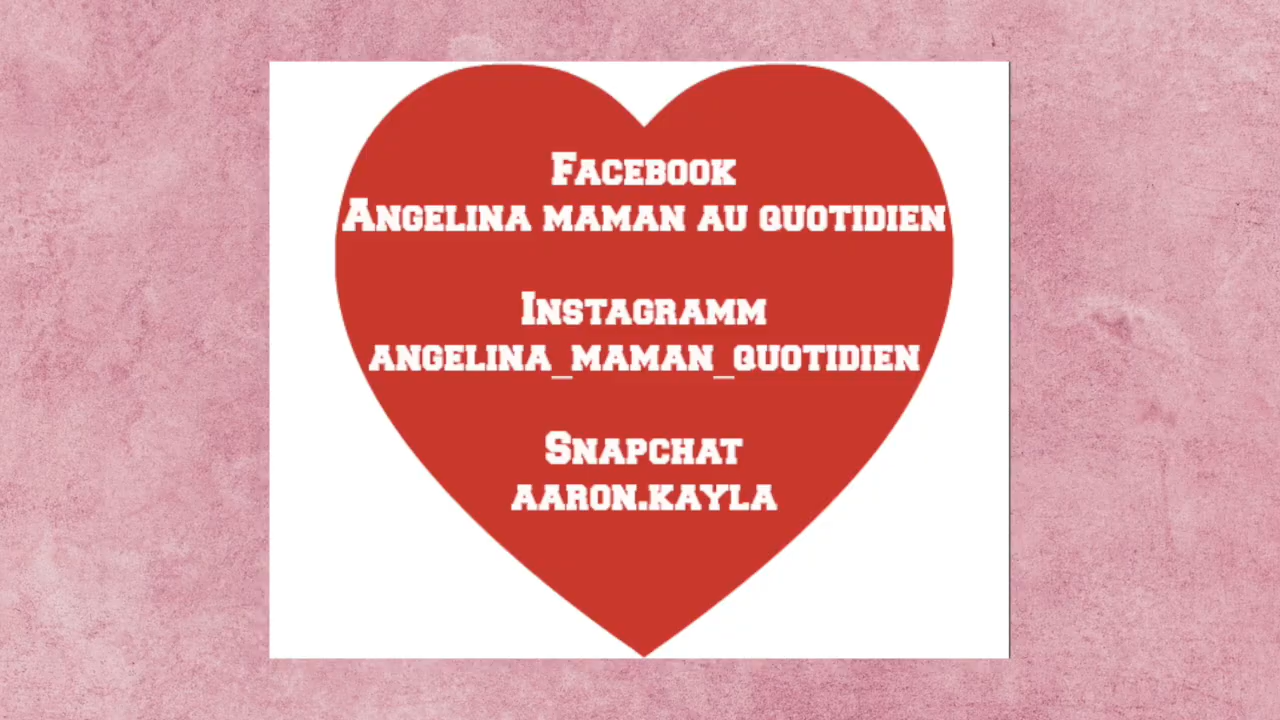 Facebook
Angelina maman au quotidien
Instagramm
angelina_maman_quotidien
Snapchat
aaron.kayla